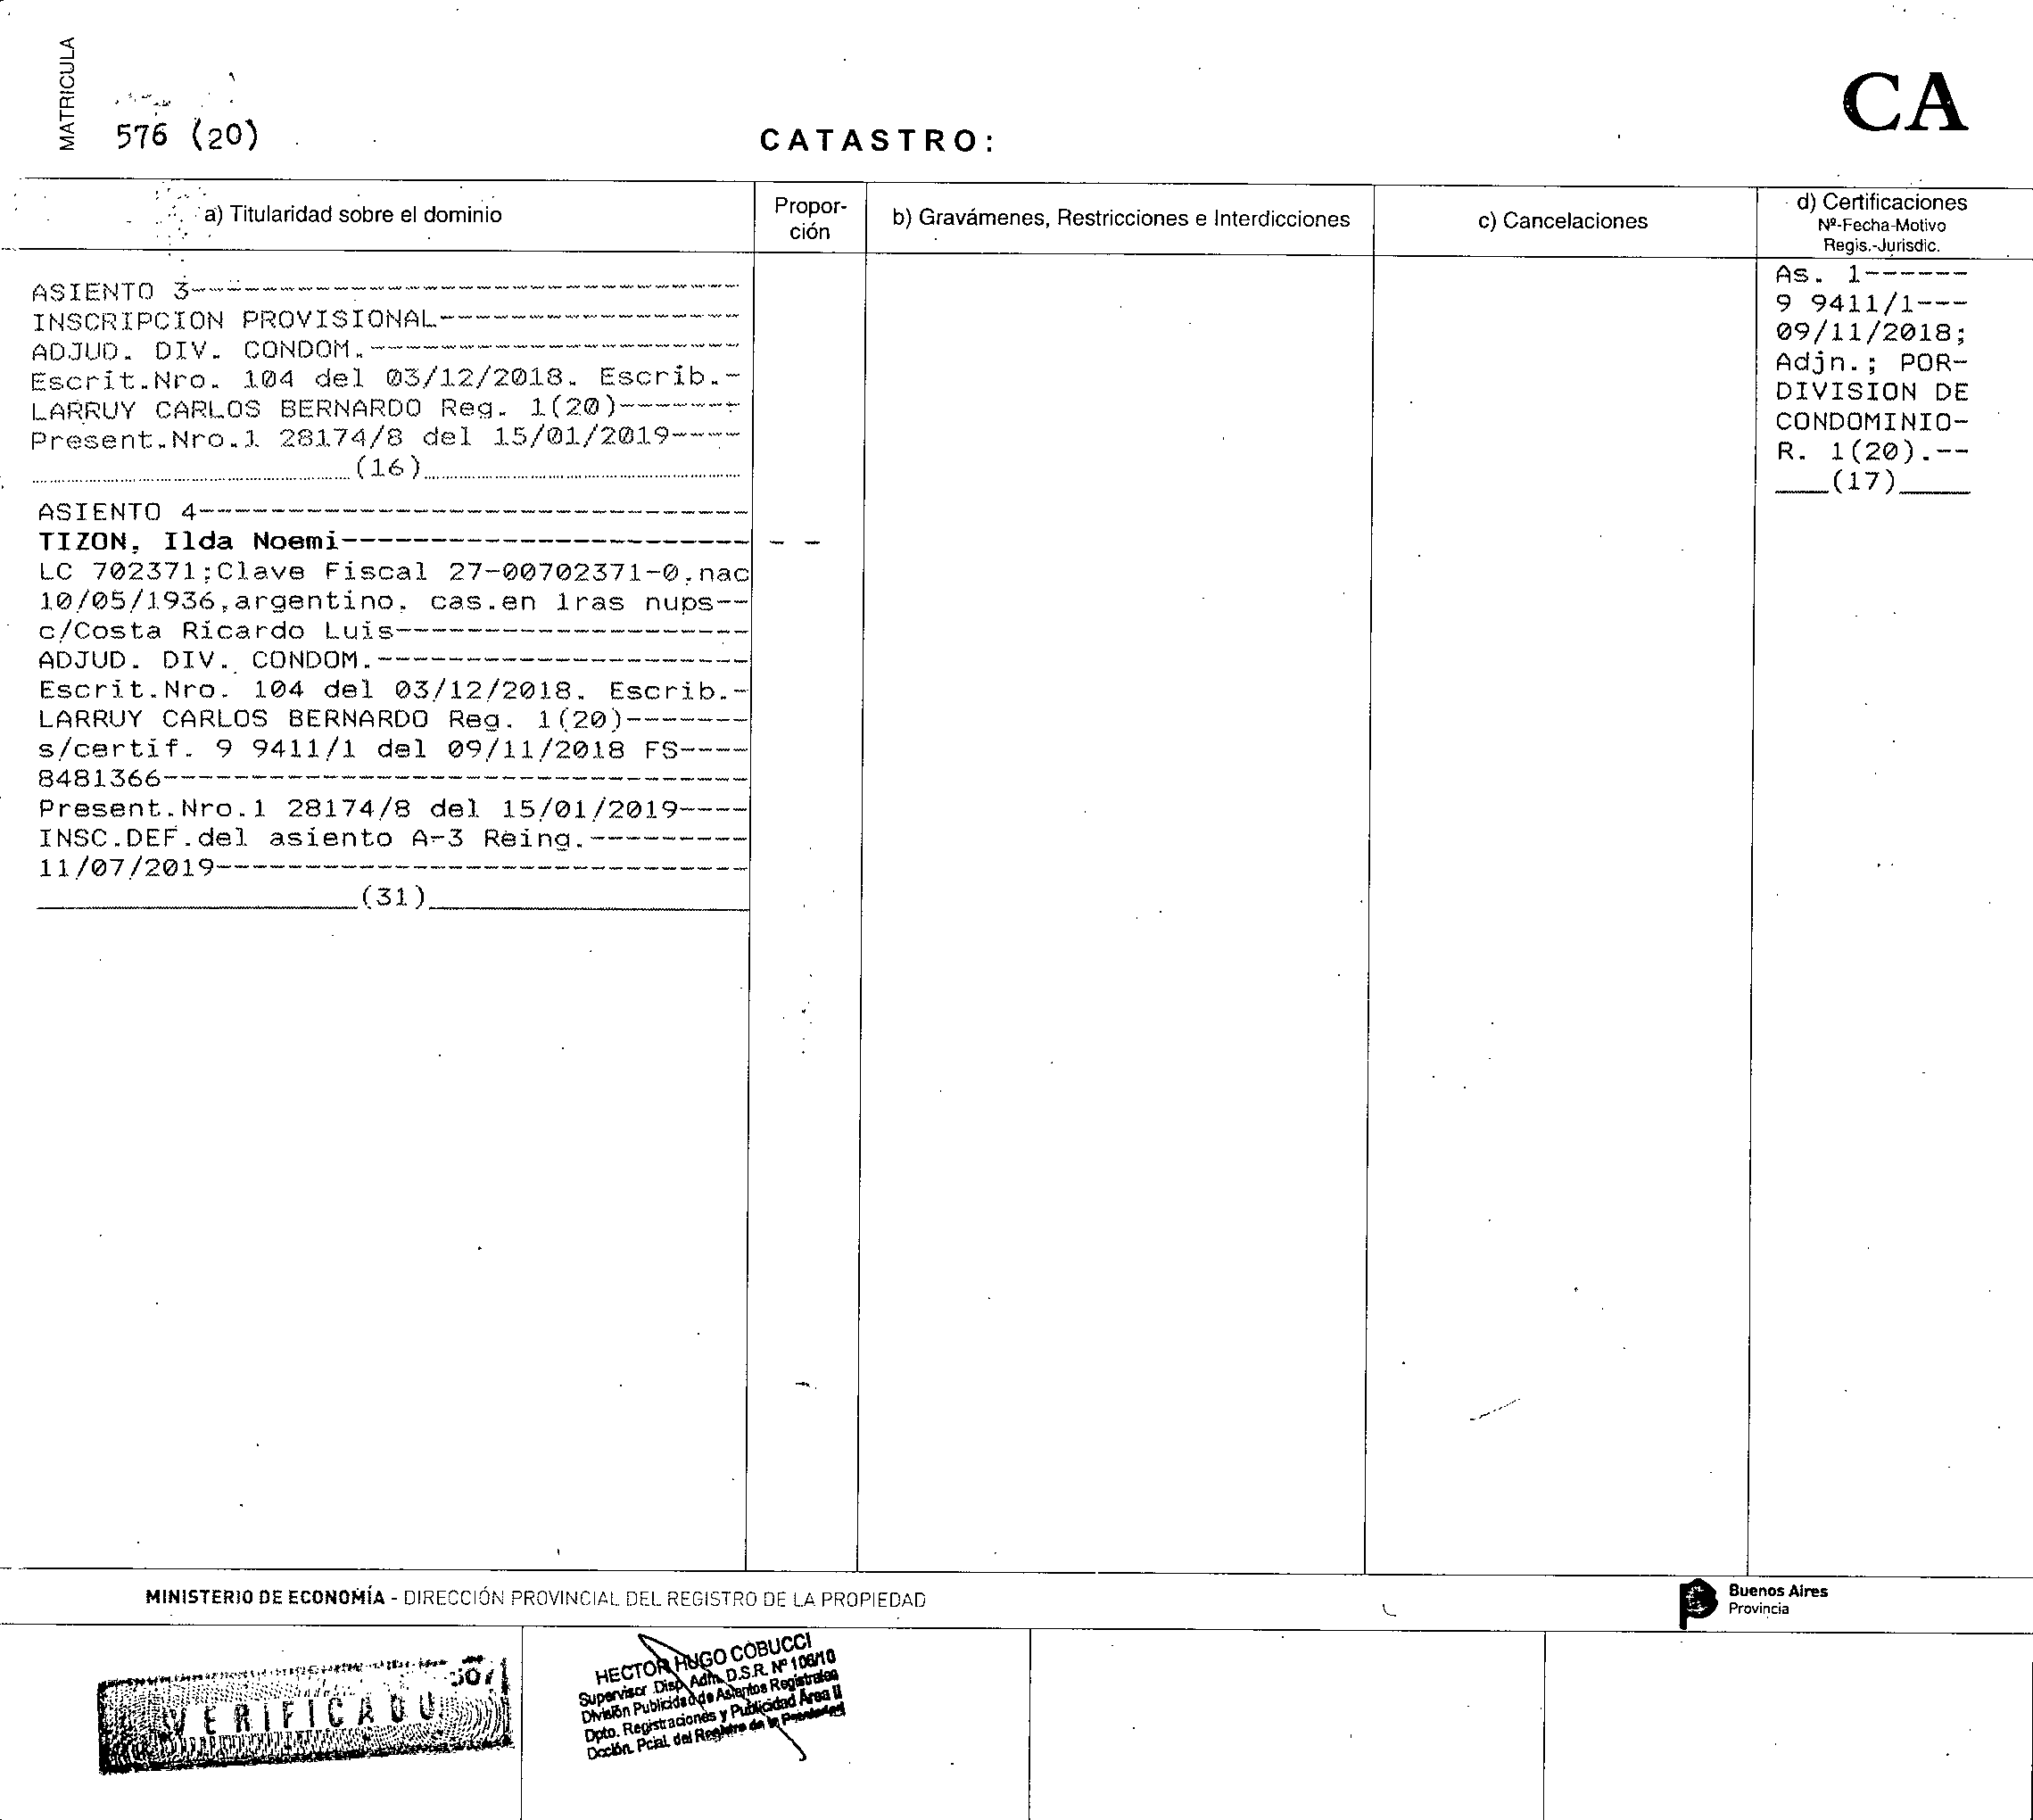 MATRICULA
576 (20)
CATASTRO:
CA
a) Titularidad sobre el dominio
Propor-
ción
b) Gravámenes, Restricciones e Interdicciones
c) Cancelaciones
d) Certificaciones
Nº-Fecha-Motivo
Regis.-Jurisdic.
ASIENTO 3-------------------------------
INSCRIPCION PROVISIONAL-----------------
ADJUD. DIV. CONDOM.---------------------
Escrit.Nro. 104 del 03/12/2018. Escrib.-
LARRUY CARLOS BERNARDO Reg. 1(20)-------
Present.Nro.1 28174/8 del 15/01/2019----
(16)
ASIENTO 4-------------------------------
TIZON, Ilda Noemi----------------------- - -
LC 702371;Clave Fiscal 27-00702371-0,nac
10/05/1936,argentino, cas.en 1ras nups--
c/Costa Ricardo Luis--------------------
ADJUD. DIV. CONDOM.---------------------
Escrit.Nro. 104 del 03/12/2018. Escrib.-
LARRUY CARLOS BERNARDO Reg. 1(20)-------
s/certif. 9 9411/1 del 09/11/2018 FS----
8481366---------------------------------
Present.Nro.1 28174/8 del 15/01/2019----
INSC.DEF.del asiento A-3 Reing.---------
11/07/2019------------------------------
(31)
As. 1------
9 9411/1---
09/11/2018;
Adjn.; POR-
DIVISION DE
CONDOMINIO-
R. 1(20).--
(17)
MINISTERIO DE ECONOMÍA - DIRECCIÓN PROVINCIAL DEL REGISTRO DE LA PROPIEDAD
Buenos Aires
Provincia
VERIFICADO
HECTOR HUGO COBUCCI
Supervisor Disp. Adm. D.S.R. Nº 106/10
División Publicidad de Asientos Registrales
Dpto. Registraciones y Publicidad Area II
Dcción. Pcial. del Registro de la Propiedad